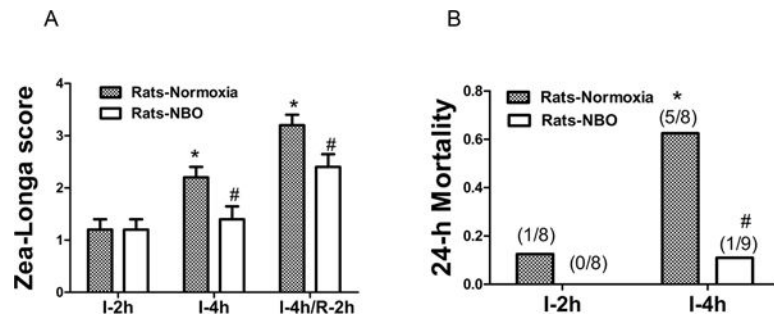 A
Zea-Longa score
4
3
2
1
0
Rats-Normoxia
Rats-NBO
*
#
*
#
I-2h
I-4h
I-4h/R-2h
B
24-h Mortality
0.8
0.6
0.4
0.2
0.0
Rats-Normoxia
Rats-NBO
*
(5/8)
(1/8)
(0/8)
#
(1/9)
I-2h
I-4h